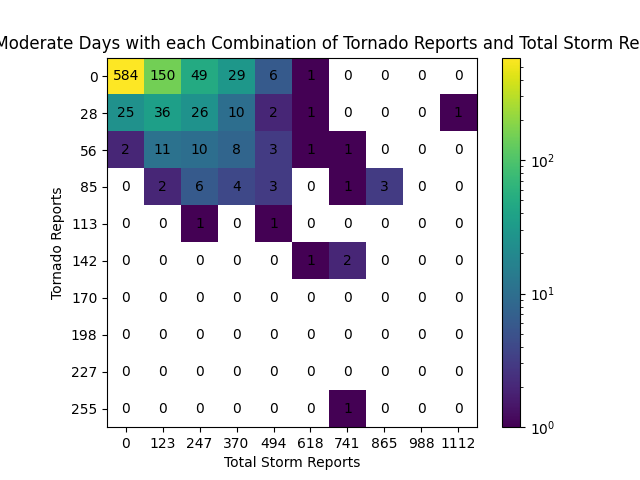 Moderate Days with each Combination of Tornado Reports and Total Storm Re
0 584 150 49 29 6 1 0 0 0 0
28 25 36 26 10 2 1 0 0 0 1
56 2 11 10 8 3 1 1 0 0 0
85 0 2 6 4 3 0 1 3 0 0
113 0 0 1 0 1 0 0 0 0 0
142 0 0 0 0 0 1 2 0 0 0
170 0 0 0 0 0 0 0 0 0 0
198 0 0 0 0 0 0 0 0 0 0
227 0 0 0 0 0 0 0 0 0 0
255 0 0 0 0 0 0 1 0 0 0
0 123 247 370 494 618 741 865 988 1112
Total Storm Reports
Tornado Reports
10²
10¹
10⁰